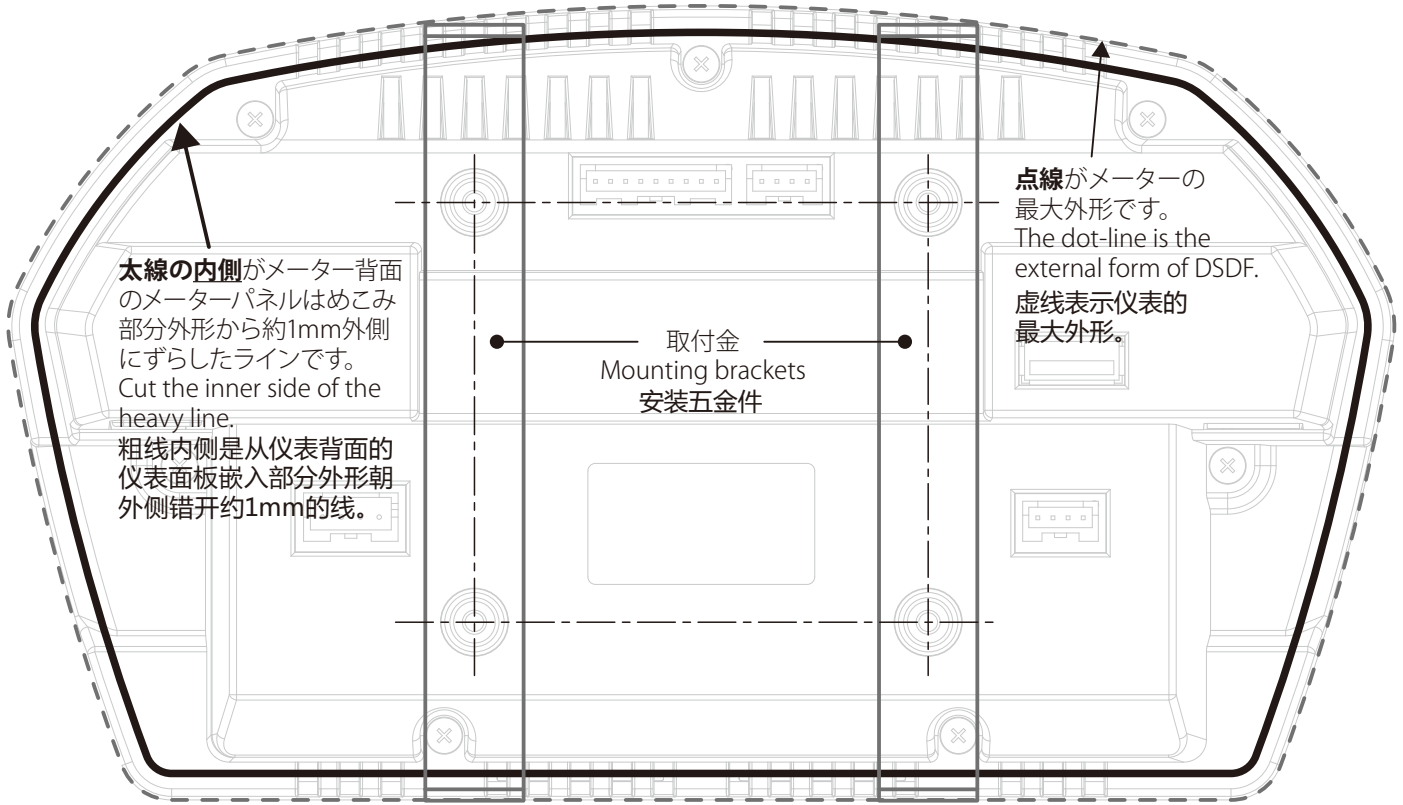 太線の内側がメーター背面
のメーターパネルはめこみ
部分外形から約1mm外側
にずらしたラインです。
Cut the inner side of the
heavy line.
粗线内侧是从仪表背面的
仪表面板嵌入部分外形朝
外侧错开约1mm的线。
取付金
Mounting brackets
安装五金件
点線がメーターの
最大外形です。
The dot-line is the
external form of DSDF.
虚线表示仪表的
最大外形。